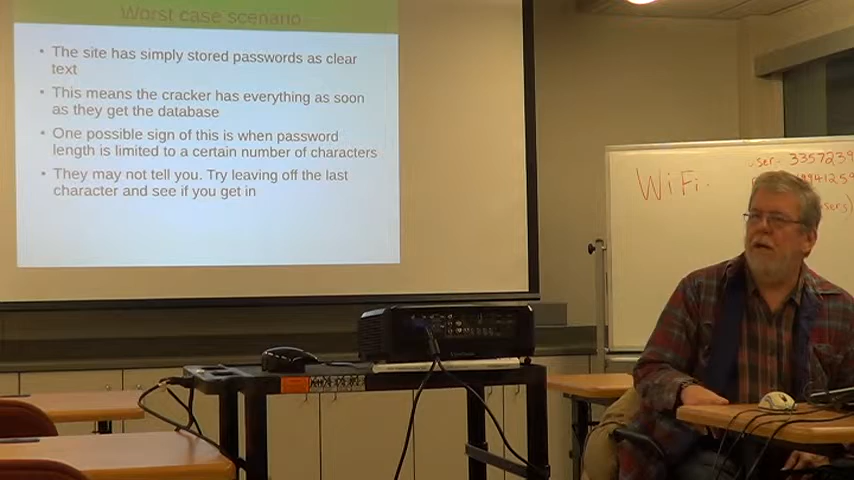 Worst case scenario
• The site has simply stored passwords as clear
text
• This means the cracker has everything as soon
as they get the database
• One possible sign of this is when password
length is limited to a certain number of characters
• They may not tell you. Try leaving off the last
character and see if you get in
WiFi.
user- 3357239